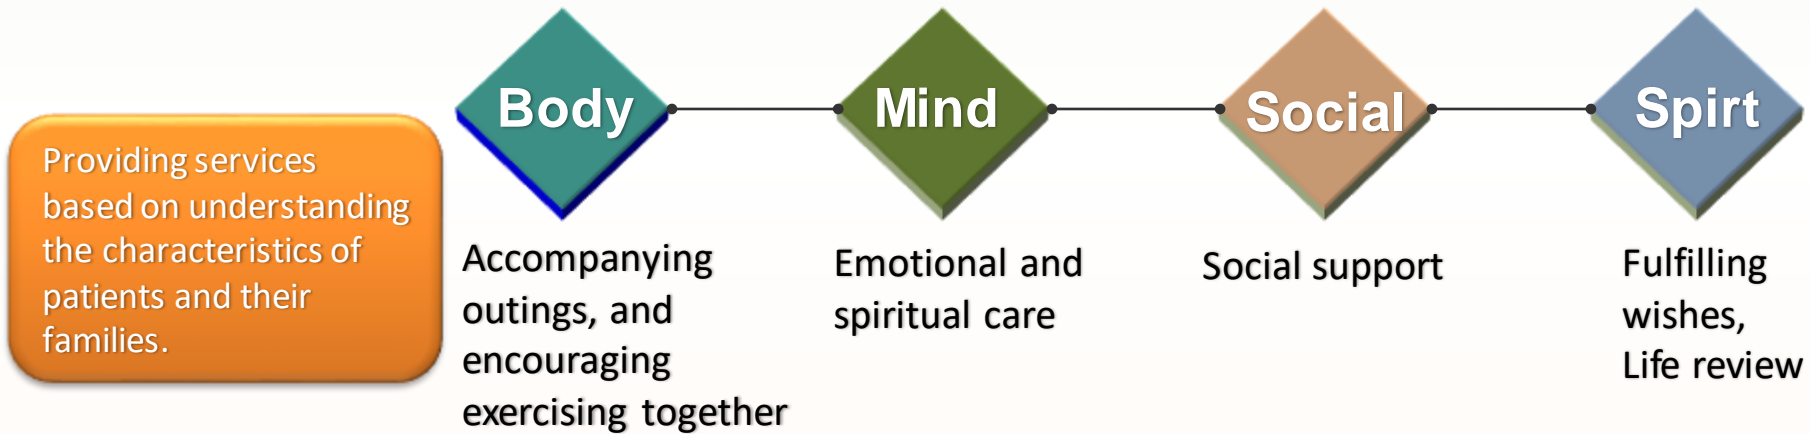 Providing services
based on understanding
the characteristics of
patients and their
families.
Body
Accompanying
outings, and
encouraging
exercising together
Mind
Emotional and
spiritual care
Social
Social support
Spirt
Fulfilling
wishes,
Life review